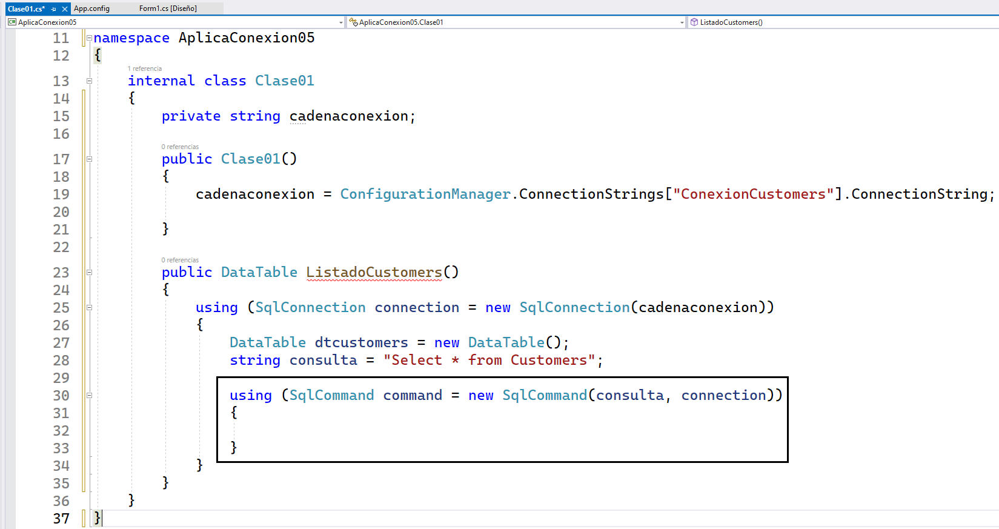 Clase01.cs* App.config Form1.cs [Diseño]
C# AplicaConexion05 AplicaConexion05.Clase01 ListadoCustomers()
11 namespace AplicaConexion05
12 {
1 referencia
13 internal class Clase01
14 {
15 private string cadenaconexion;
16
0 referencias
17 public Clase01()
18 {
19 cadenaconexion = ConfigurationManager.ConnectionStrings["ConexionCustomers"].ConnectionString;
20
21 }
22
0 referencias
23 public DataTable ListadoCustomers()
24 {
25 using (SqlConnection connection = new SqlConnection(cadenaconexion))
26 {
27 DataTable dtcustomers = new DataTable();
28 string consulta = "Select * from Customers";
29
30 using (SqlCommand command = new SqlCommand(consulta, connection))
31 {
32
33 }
34 }
35 }
36 }
37 }